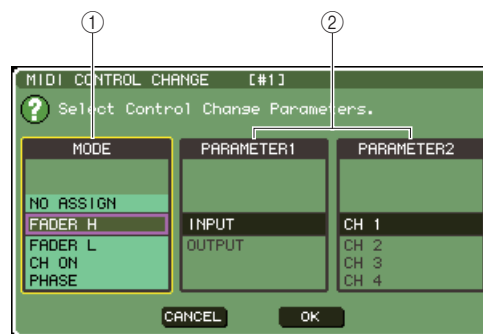 ① ②
MIDI CONTROL CHANGE [#1]
? Select Control Change Parameters.
MODE PARAMETER1 PARAMETER2
NO ASSIGN
FADER H INPUT CH 1
FADER L OUTPUT CH 2
CH ON CH 3
PHASE CH 4
CANCEL OK